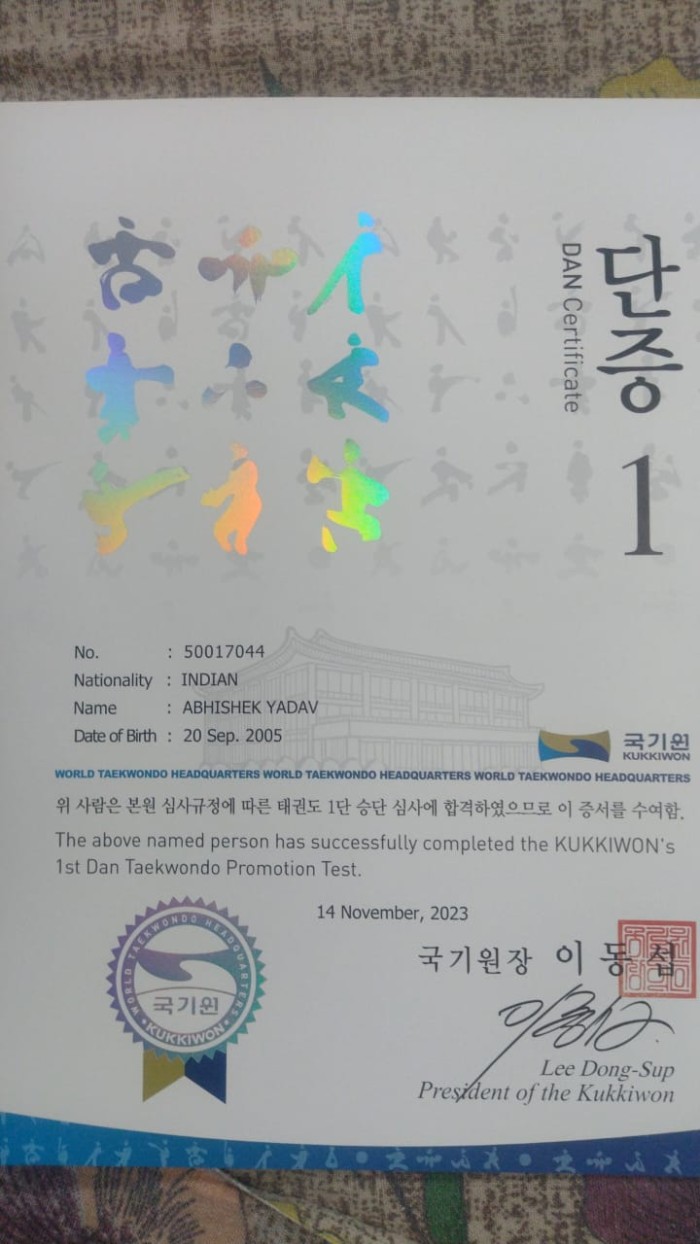 단증
DAN Certificate
1
No. : 50017044
Nationality : INDIAN
Name : ABHISHEK YADAV
Date of Birth : 20 Sep. 2005
국기원
KUKKIWON
WORLD TAEKWONDO HEADQUARTERS WORLD TAEKWONDO HEADQUARTERS WORLD TAEKWONDO HEADQUARTERS
위 사람은 본원 심사규정에 따른 태권도 1단 승단 심사에 합격하였으므로 이 증서를 수여함.
The above named person has successfully completed the KUKKIWON's
1st Dan Taekwondo Promotion Test.
14 November, 2023
국기원장 이동섭
Lee Dong-Sup
President of the Kukkiwon
WORLD TAEKWONDO HEADQUARTERS
국기원
KUKKIWON